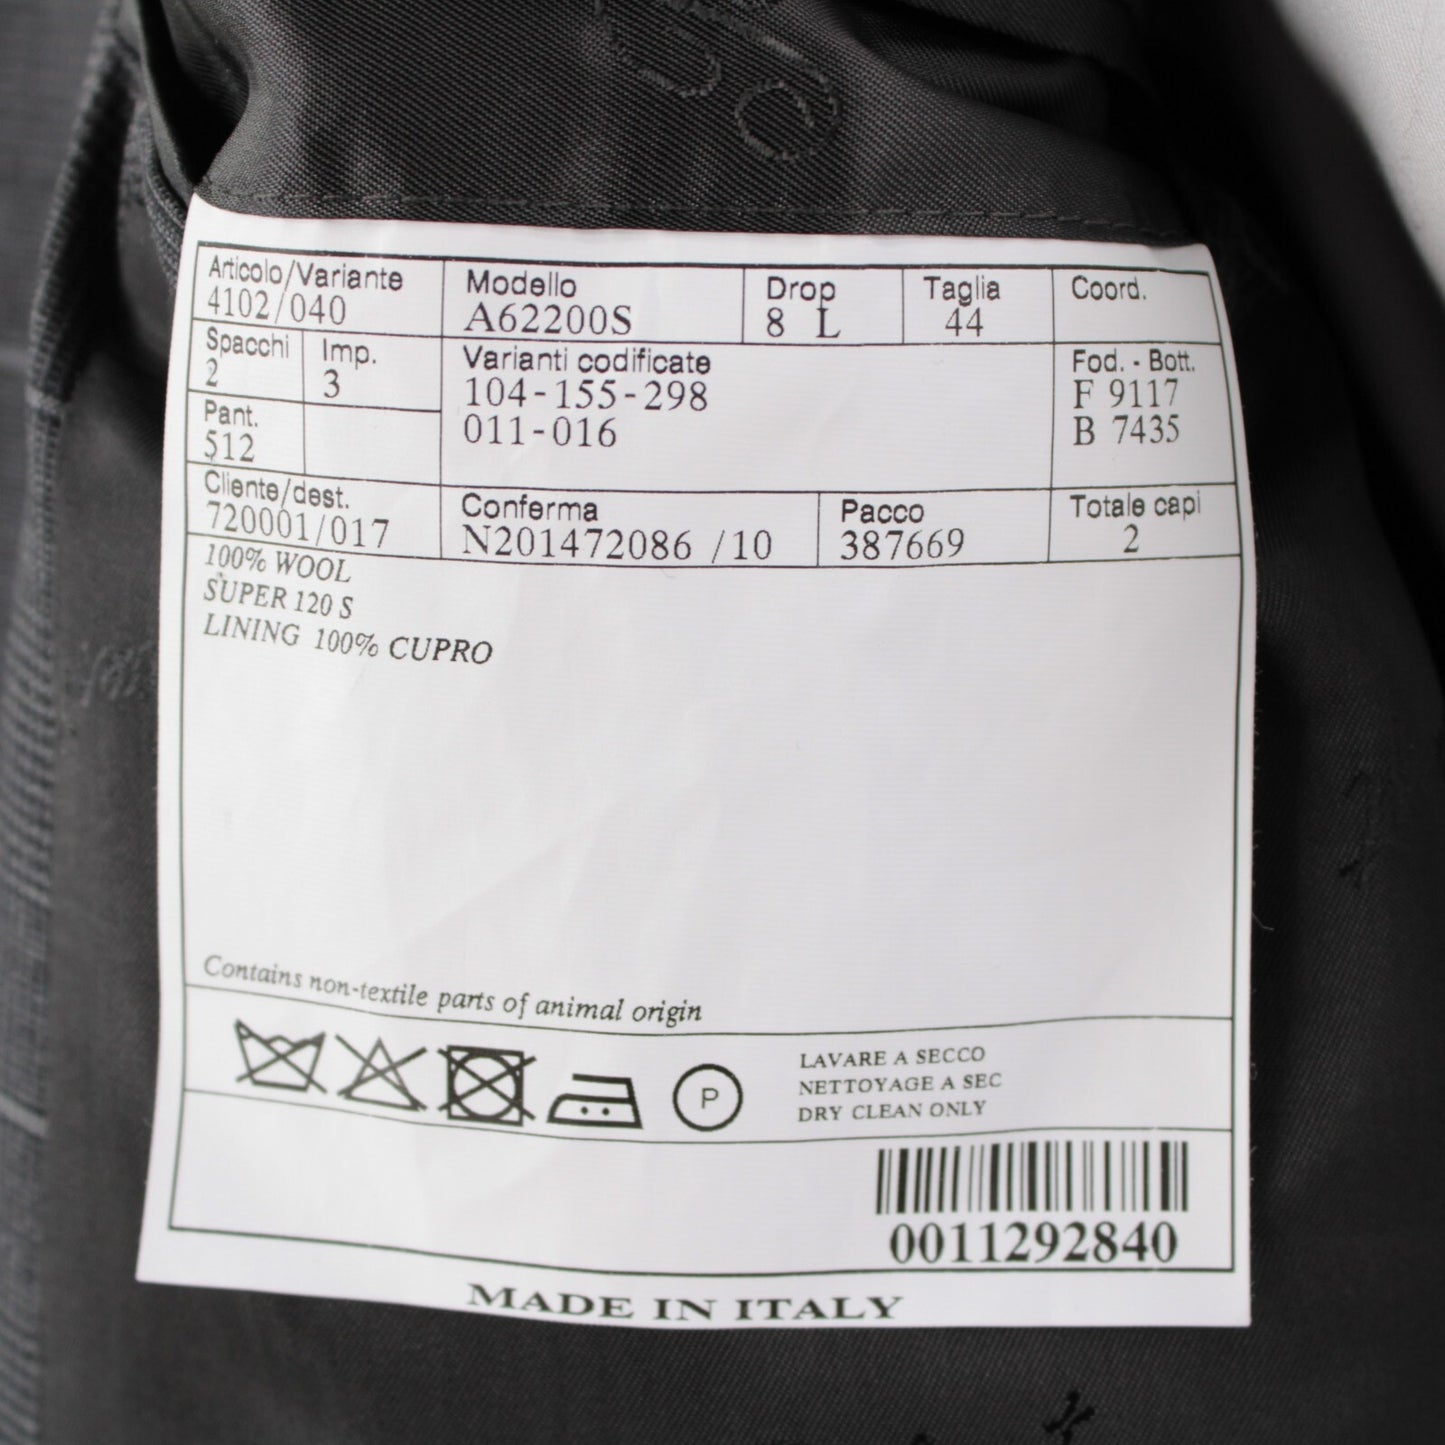 Articolo/Variante Modello Drop Taglia Coord.
4102/040 A62200S 8 L 44
Spacchi Imp. Varianti codificate Fod. - Bott.
2 3 104-155-298 F 9117
Pant. 011-016 B 7435
512
Cliente/dest. Conferma Pacco Totale capi
720001/017 N201472086 /10 387669 2
100% WOOL
SUPER 120 S
LINING 100% CUPRO
Contains non-textile parts of animal origin
P
LAVARE A SECCO
NETTOYAGE A SEC
DRY CLEAN ONLY
0011292840
MADE IN ITALY